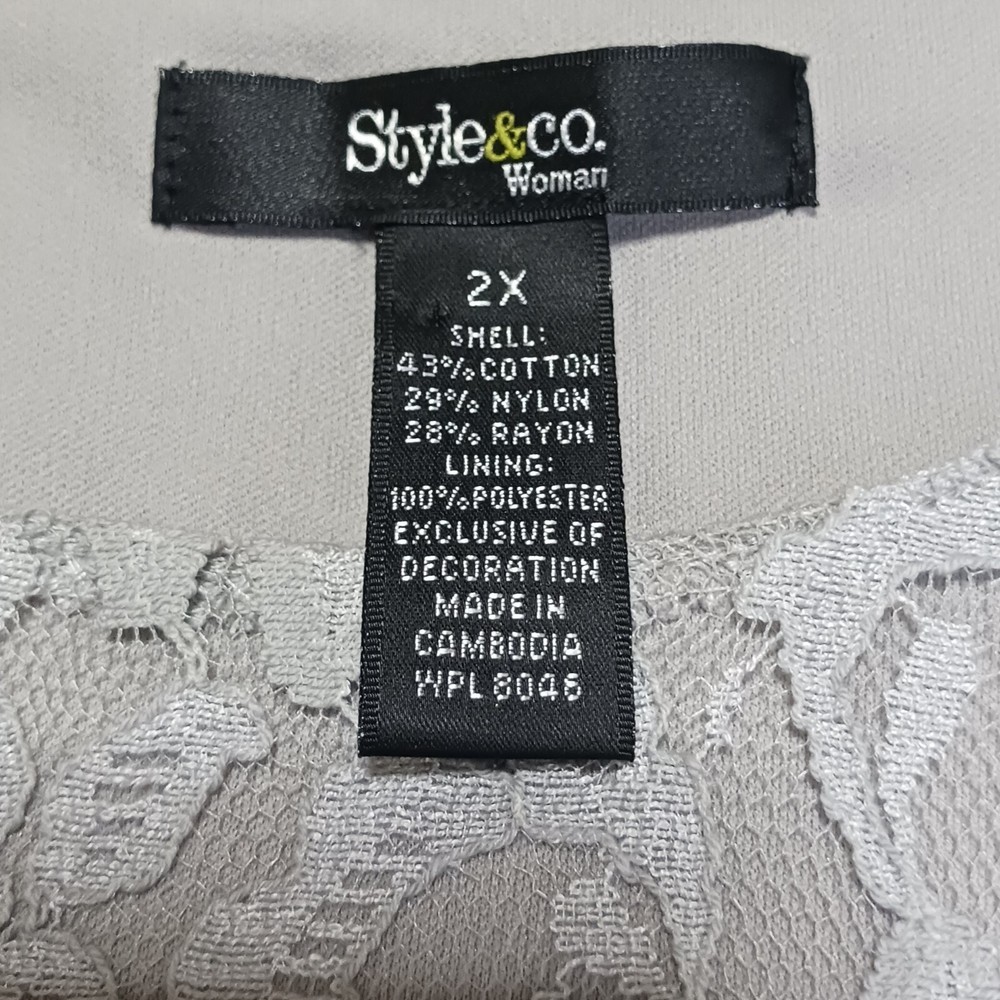 Style&co.
Woman
2X
SHELL:
43% COTTON
29% NYLON
28% RAYON
LINING:
100% POLYESTER
EXCLUSIVE OF
DECORATION
MADE IN
CAMBODIA
WPL 8046